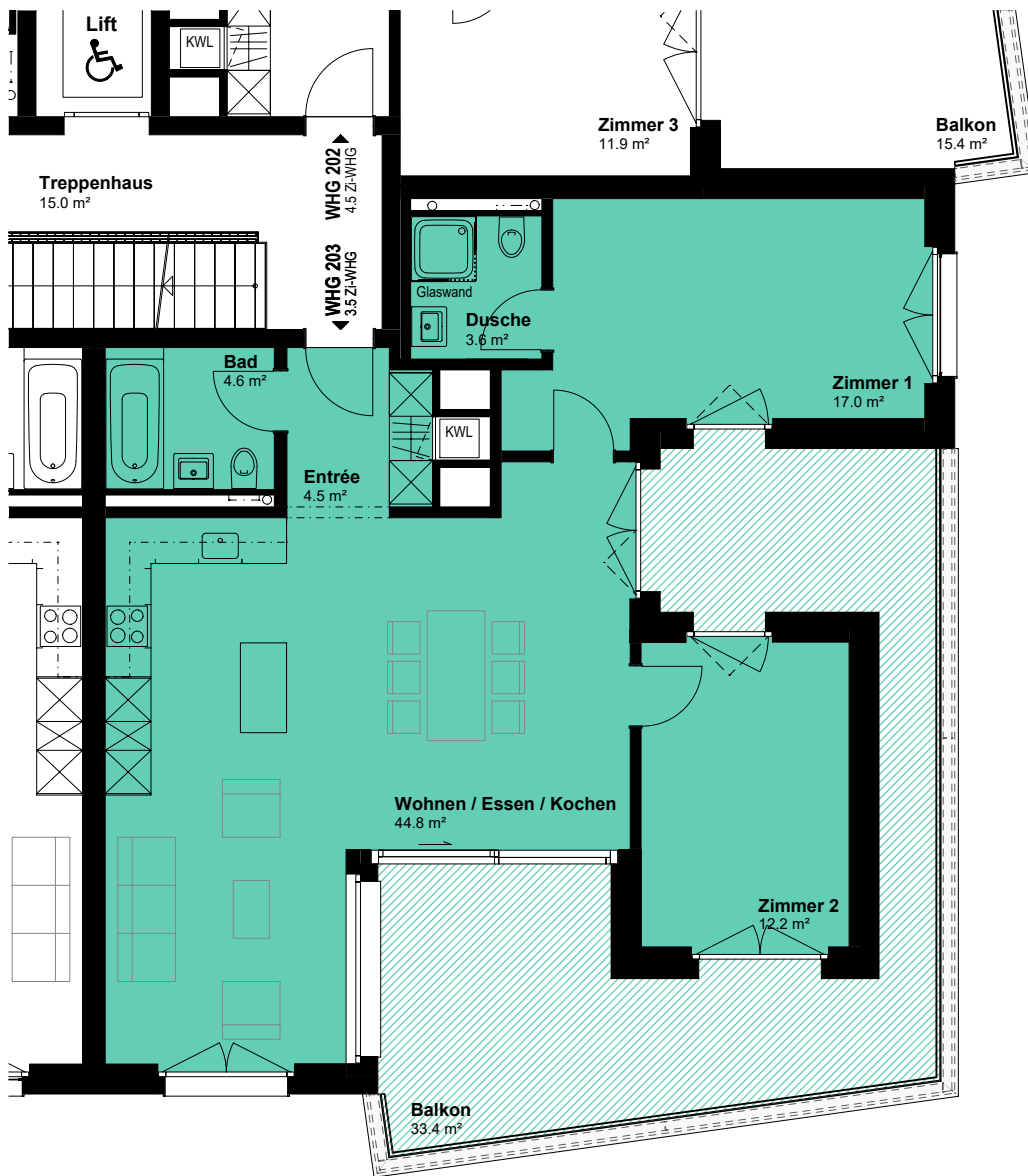 Lift
KWL
Zimmer 3
11.9 m²
Balkon
15.4 m²
Treppenhaus
15.0 m²
WHG 202
4.5 Zi-WHG
WHG 203
3.5 Zi-WHG
Glaswand
Dusche
3.6 m²
Bad
4.6 m²
Zimmer 1
17.0 m²
KWL
Entrée
4.5 m²
Wohnen / Essen / Kochen
44.8 m²
Zimmer 2
12.2 m²
Balkon
33.4 m²